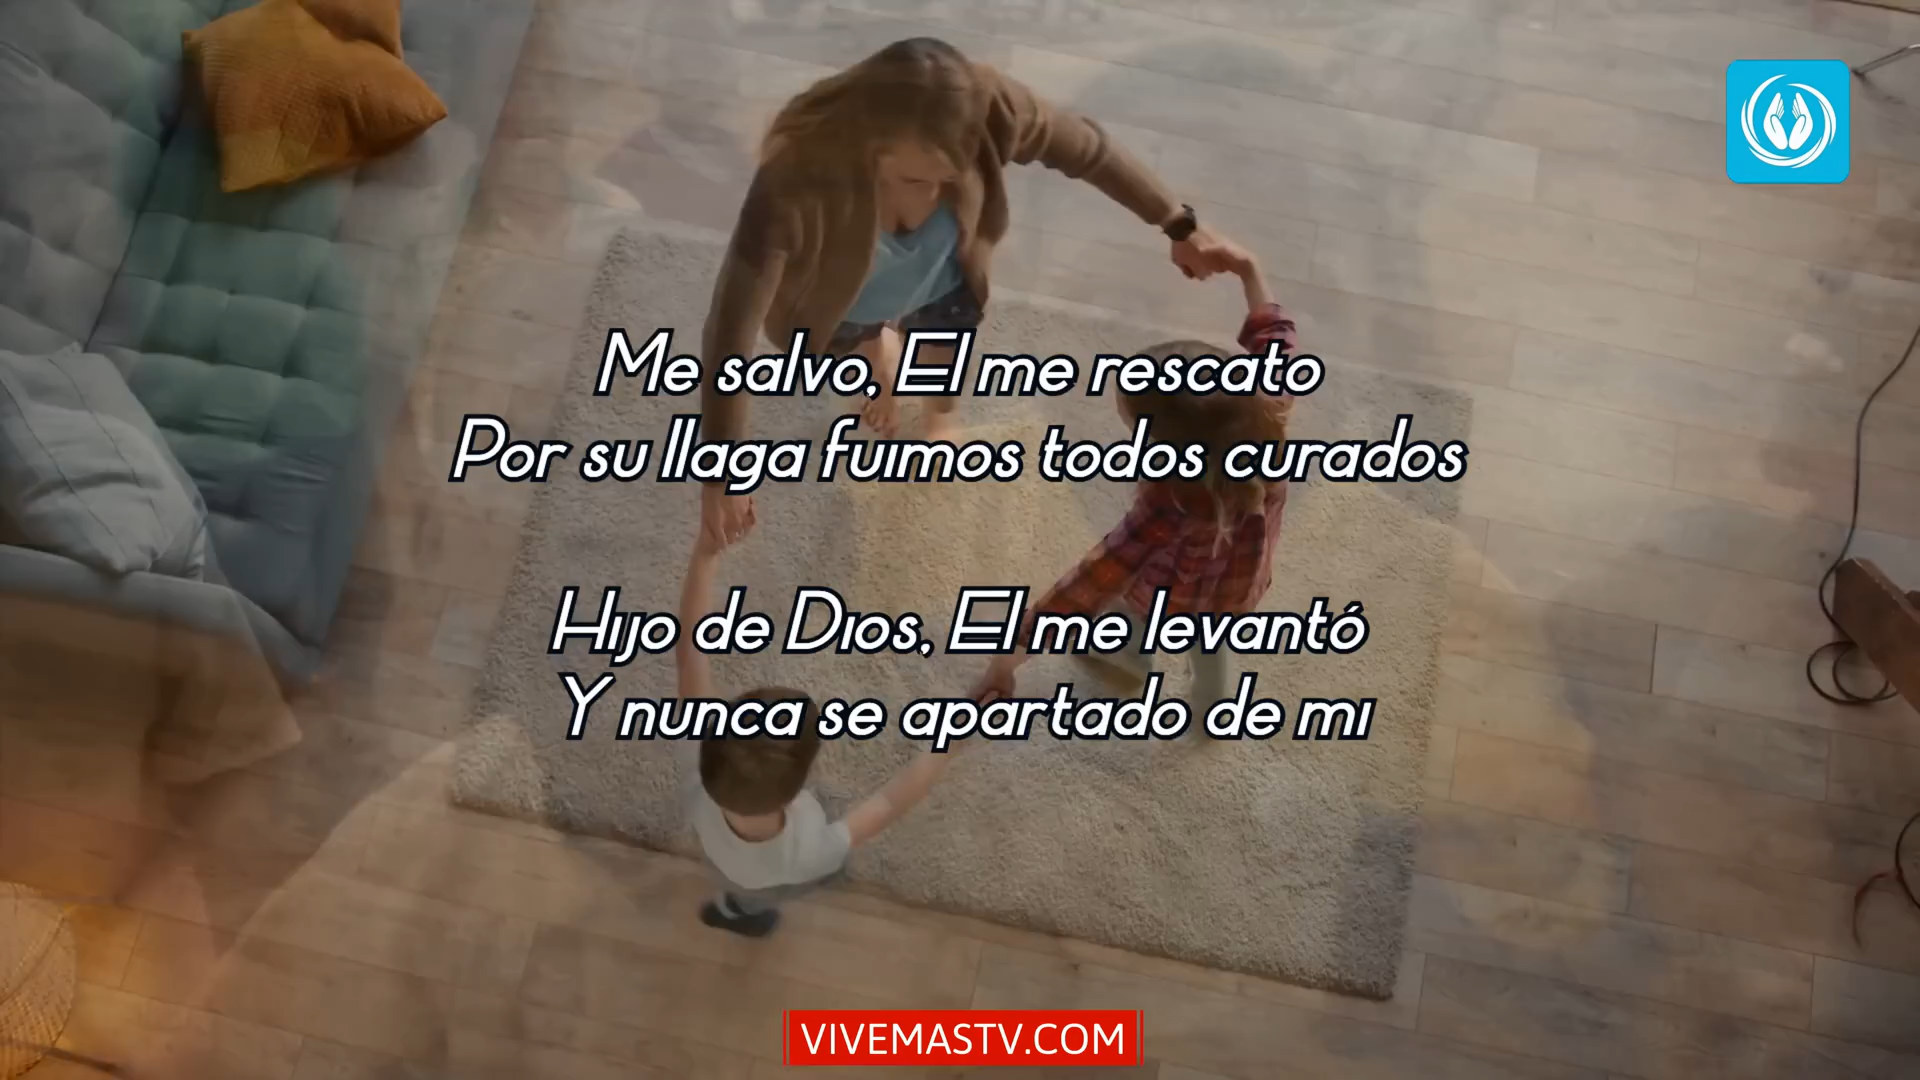 Me salvo, El me rescato
Por su llaga fuimos todos curados
Hijo de Dios, El me levantó
Y nunca se apartado de mi
VIVEMASTV.COM